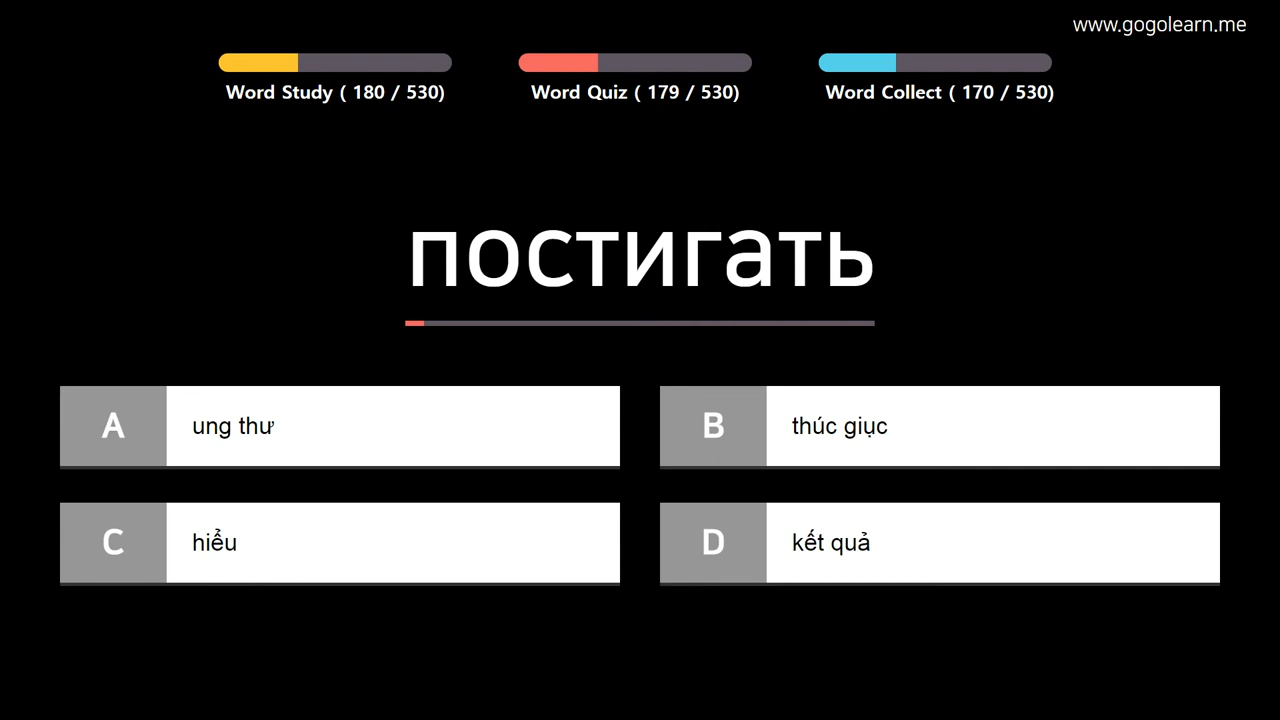 www.gogolearn.me
Word Study ( 180 / 530)
Word Quiz ( 179 / 530)
Word Collect ( 170 / 530)
постигать
A ung thư
B thúc giục
C hiểu
D kết quả